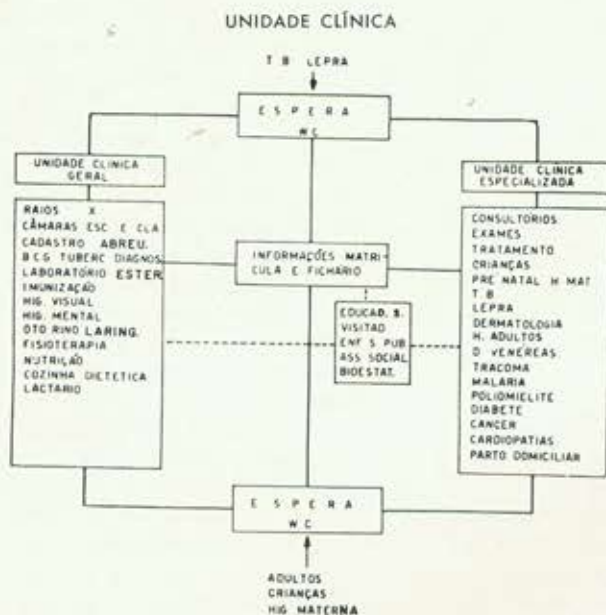 UNIDADE CLÍNICA
T B LEPRA
ESPERA
WC
UNIDADE CLINICA
GERAL
RAIOS X
CÂMARAS ESC E CLA
CADASTRO ABREU.
B C G TUBERC DIAGNOS
LABORATÓRIO ESTER
IMUNIZAÇÃO
HIG. VISUAL
HIG. MENTAL
OTO RINO LARING.
FISIOTERAPIA
NUTRIÇÃO
COZINHA DIETETICA
LACTÁRIO
INFORMAÇÕES MATRI-
CULA E FICHÁRIO
EDUCAD. S.
VISITAD
ENF S PUB
ASS SOCIAL
BIOESTAT.
UNIDADE CLINICA
ESPECIALIZADA
CONSULTÓRIOS
EXAMES
TRATAMENTO
CRIANÇAS
PRE NATAL H MAT
T. B
LEPRA
DERMATOLOGIA
H. ADULTOS
D VENEREAS
TRACOMA
MALARIA
POLIOMIELITE
DIABETE
CANCER
CARDIOPATIAS
PARTO DOMICILIAR
ESPERA
WC
ADULTOS
CRIANÇAS
HIG MATERNA